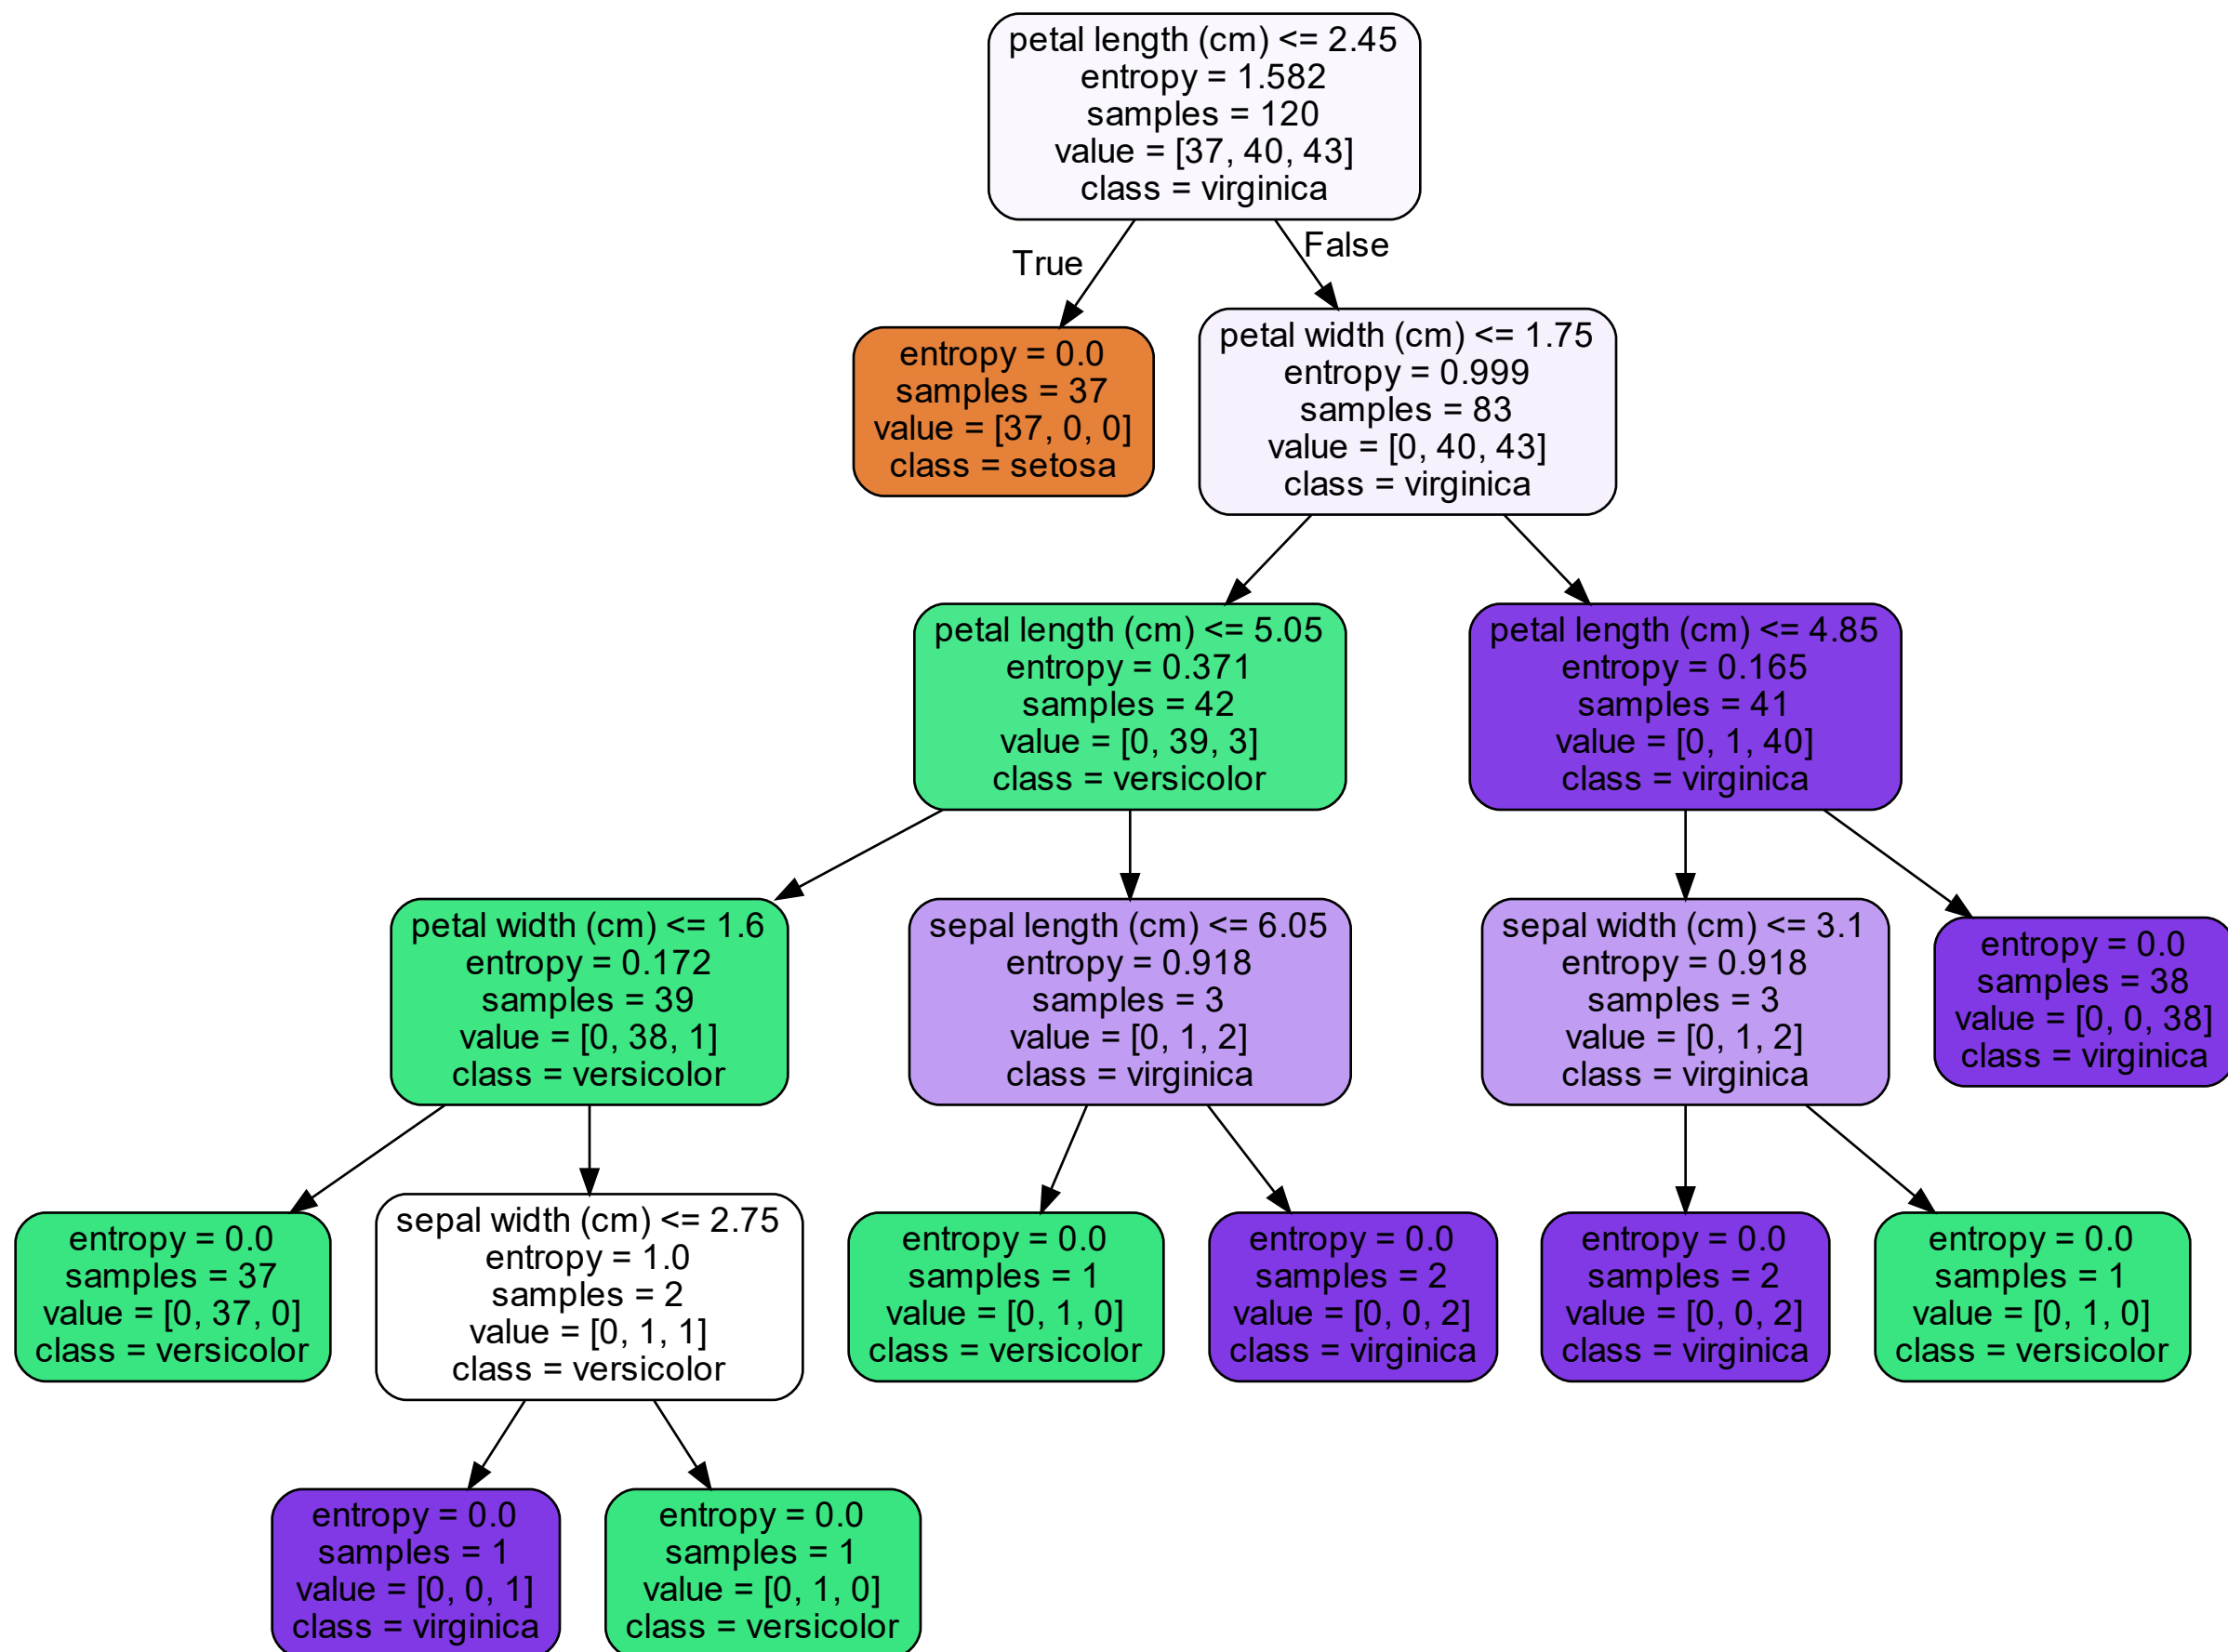 petal length (cm) <= 2.45
entropy = 1.582
samples = 120
value = [37, 40, 43]
class = virginica
True
False
entropy = 0.0
samples = 37
value = [37, 0, 0]
class = setosa
petal width (cm) <= 1.75
entropy = 0.999
samples = 83
value = [0, 40, 43]
class = virginica
petal length (cm) <= 5.05
entropy = 0.371
samples = 42
value = [0, 39, 3]
class = versicolor
petal length (cm) <= 4.85
entropy = 0.165
samples = 41
value = [0, 1, 40]
class = virginica
petal width (cm) <= 1.6
entropy = 0.172
samples = 39
value = [0, 38, 1]
class = versicolor
sepal length (cm) <= 6.05
entropy = 0.918
samples = 3
value = [0, 1, 2]
class = virginica
sepal width (cm) <= 3.1
entropy = 0.918
samples = 3
value = [0, 1, 2]
class = virginica
entropy = 0.0
samples = 38
value = [0, 0, 38]
class = virginica
entropy = 0.0
samples = 37
value = [0, 37, 0]
class = versicolor
sepal width (cm) <= 2.75
entropy = 1.0
samples = 2
value = [0, 1, 1]
class = versicolor
entropy = 0.0
samples = 1
value = [0, 1, 0]
class = versicolor
entropy = 0.0
samples = 2
value = [0, 0, 2]
class = virginica
entropy = 0.0
samples = 2
value = [0, 0, 2]
class = virginica
entropy = 0.0
samples = 1
value = [0, 1, 0]
class = versicolor
entropy = 0.0
samples = 1
value = [0, 0, 1]
class = virginica
entropy = 0.0
samples = 1
value = [0, 1, 0]
class = versicolor